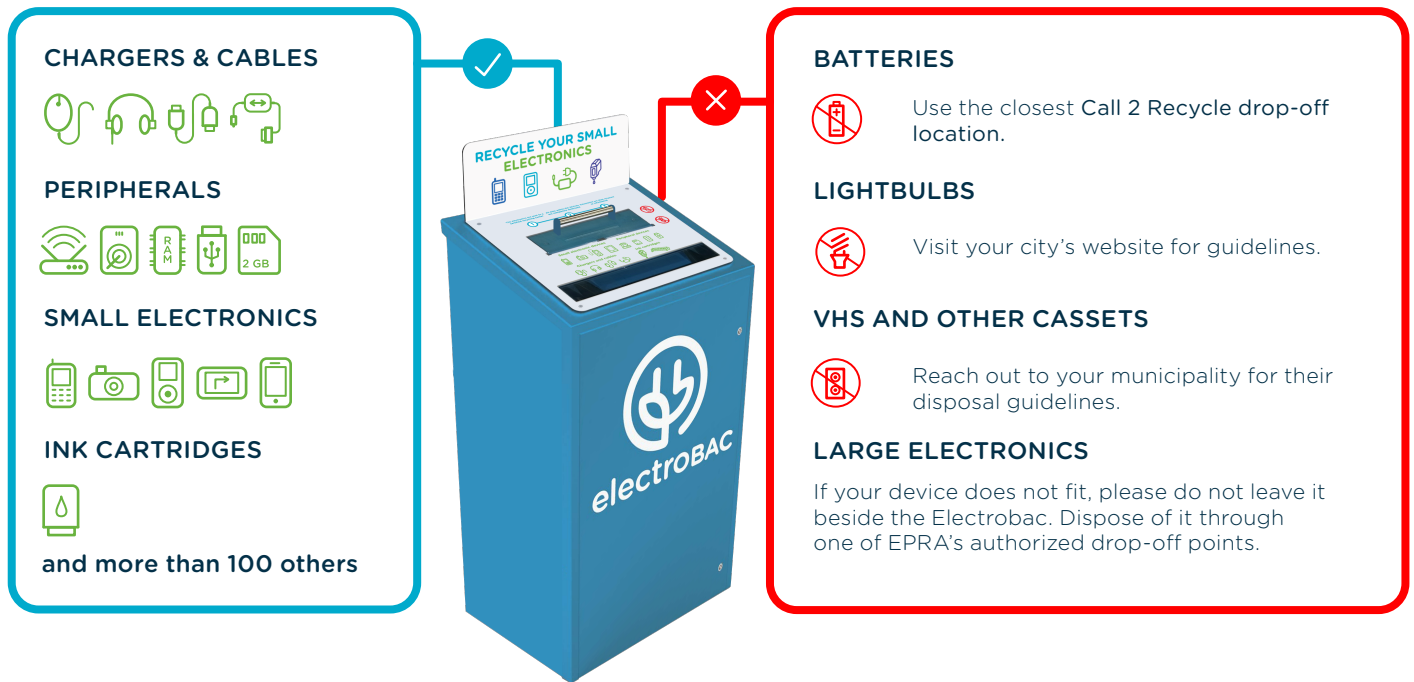 CHARGERS & CABLES
PERIPHERALS
RAM
2 GB
SMALL ELECTRONICS
INK CARTRIDGES
and more than 100 others
RECYCLE YOUR SMALL
ELECTRONICS
electroBAC
BATTERIES
Use the closest Call 2 Recycle drop-off
location.
LIGHTBULBS
Visit your city’s website for guidelines.
VHS AND OTHER CASSETS
Reach out to your municipality for their
disposal guidelines.
LARGE ELECTRONICS
If your device does not fit, please do not leave it
beside the Electrobac. Dispose of it through
one of EPRA’s authorized drop-off points.